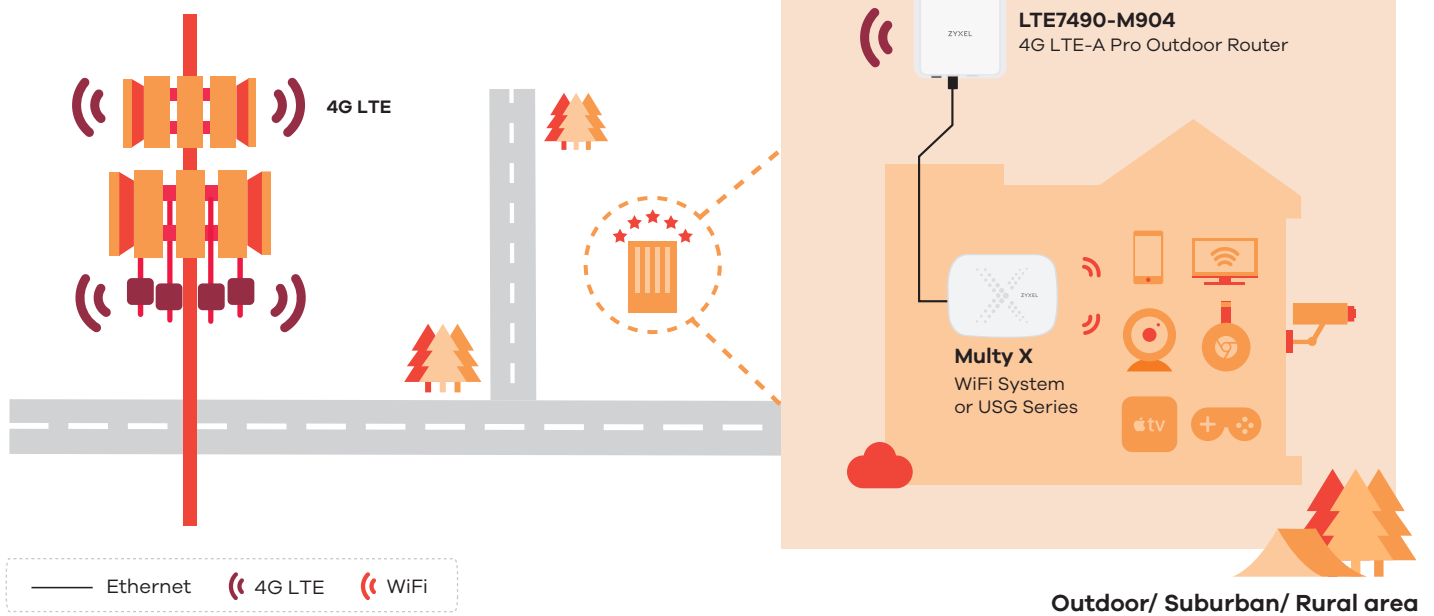 ZYXEL
LTE7490-M904
4G LTE-A Pro Outdoor Router
4G LTE
ZYXEL
Multy X
WiFi System
or USG Series
tv
Ethernet
4G LTE
WiFi
Outdoor/ Suburban/ Rural area